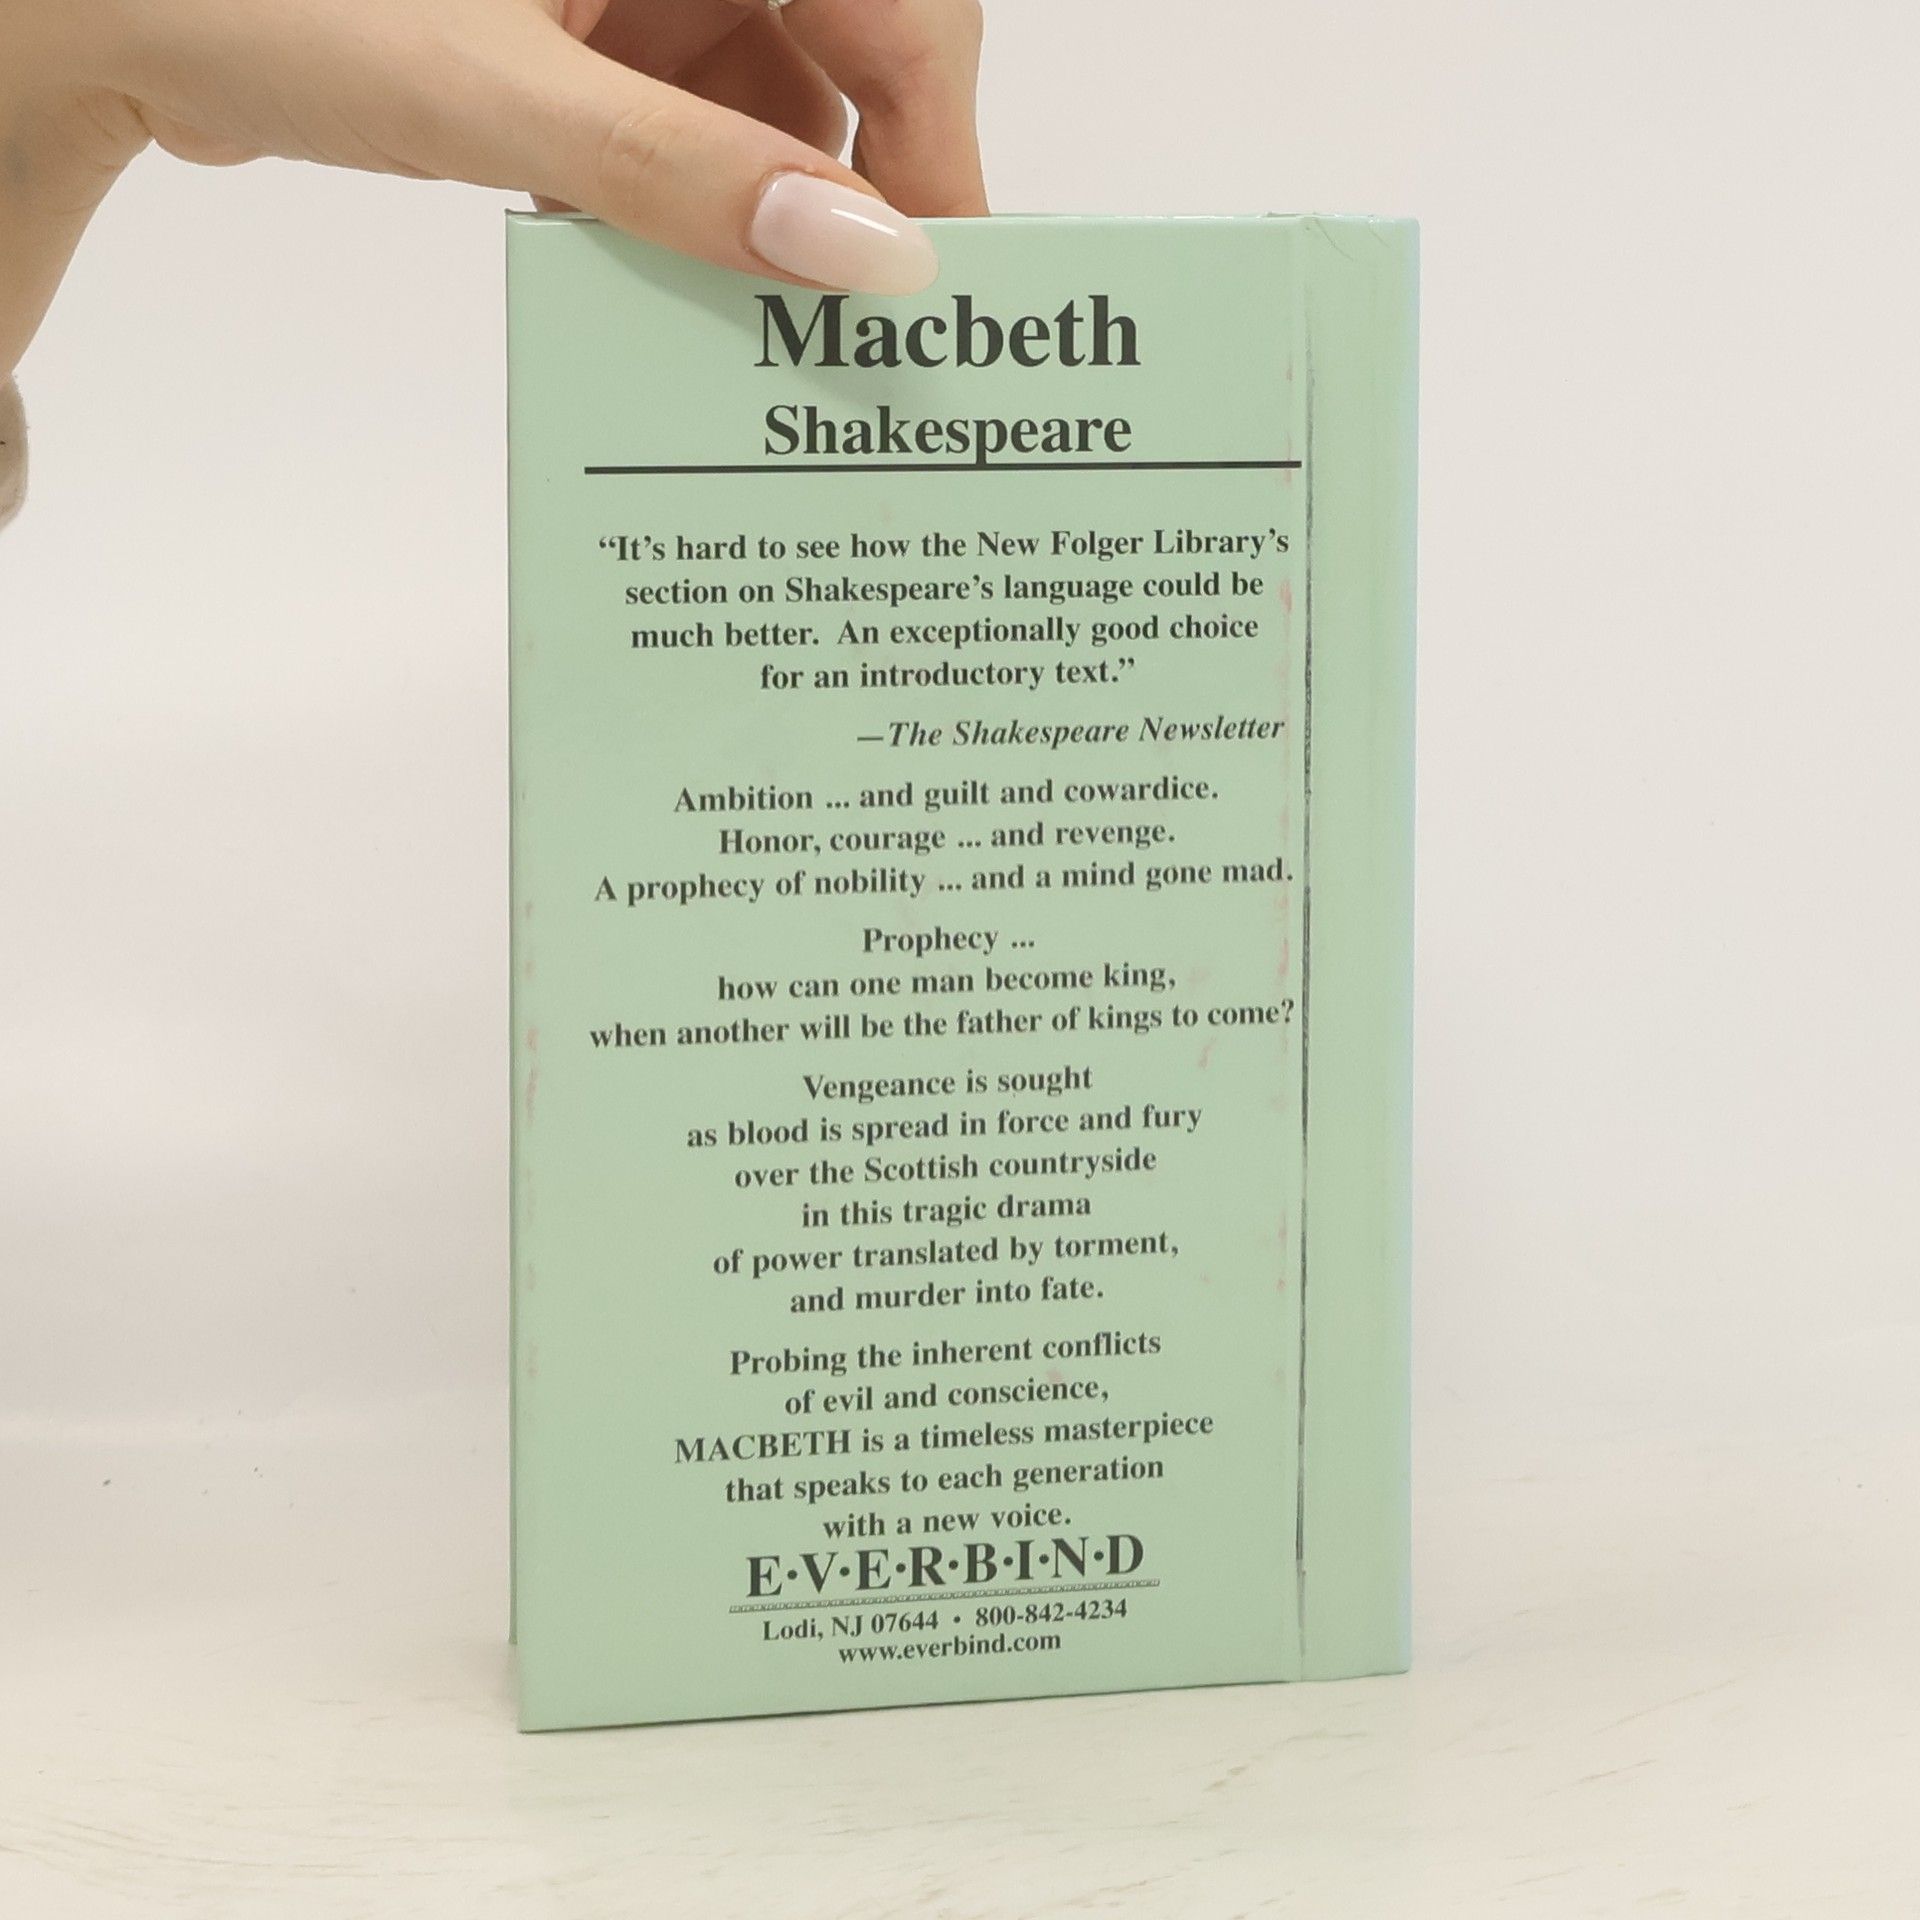 Macbeth
Shakespeare
“It’s hard to see how the New Folger Library’s
section on Shakespeare’s language could be
much better. An exceptionally good choice
for an introductory text.”
—The Shakespeare Newsletter
Ambition ... and guilt and cowardice.
Honor, courage ... and revenge.
A prophecy of nobility ... and a mind gone mad.
Prophecy ...
how can one man become king,
when another will be the father of kings to come?
Vengeance is sought
as blood is spread in force and fury
over the Scottish countryside
in this tragic drama
of power translated by torment,
and murder into fate.
Probing the inherent conflicts
of evil and conscience,
MACBETH is a timeless masterpiece
that speaks to each generation
with a new voice.
E·V·E·R·B·I·N·D
Lodi, NJ 07644 • 800-842-4234
www.everbind.com